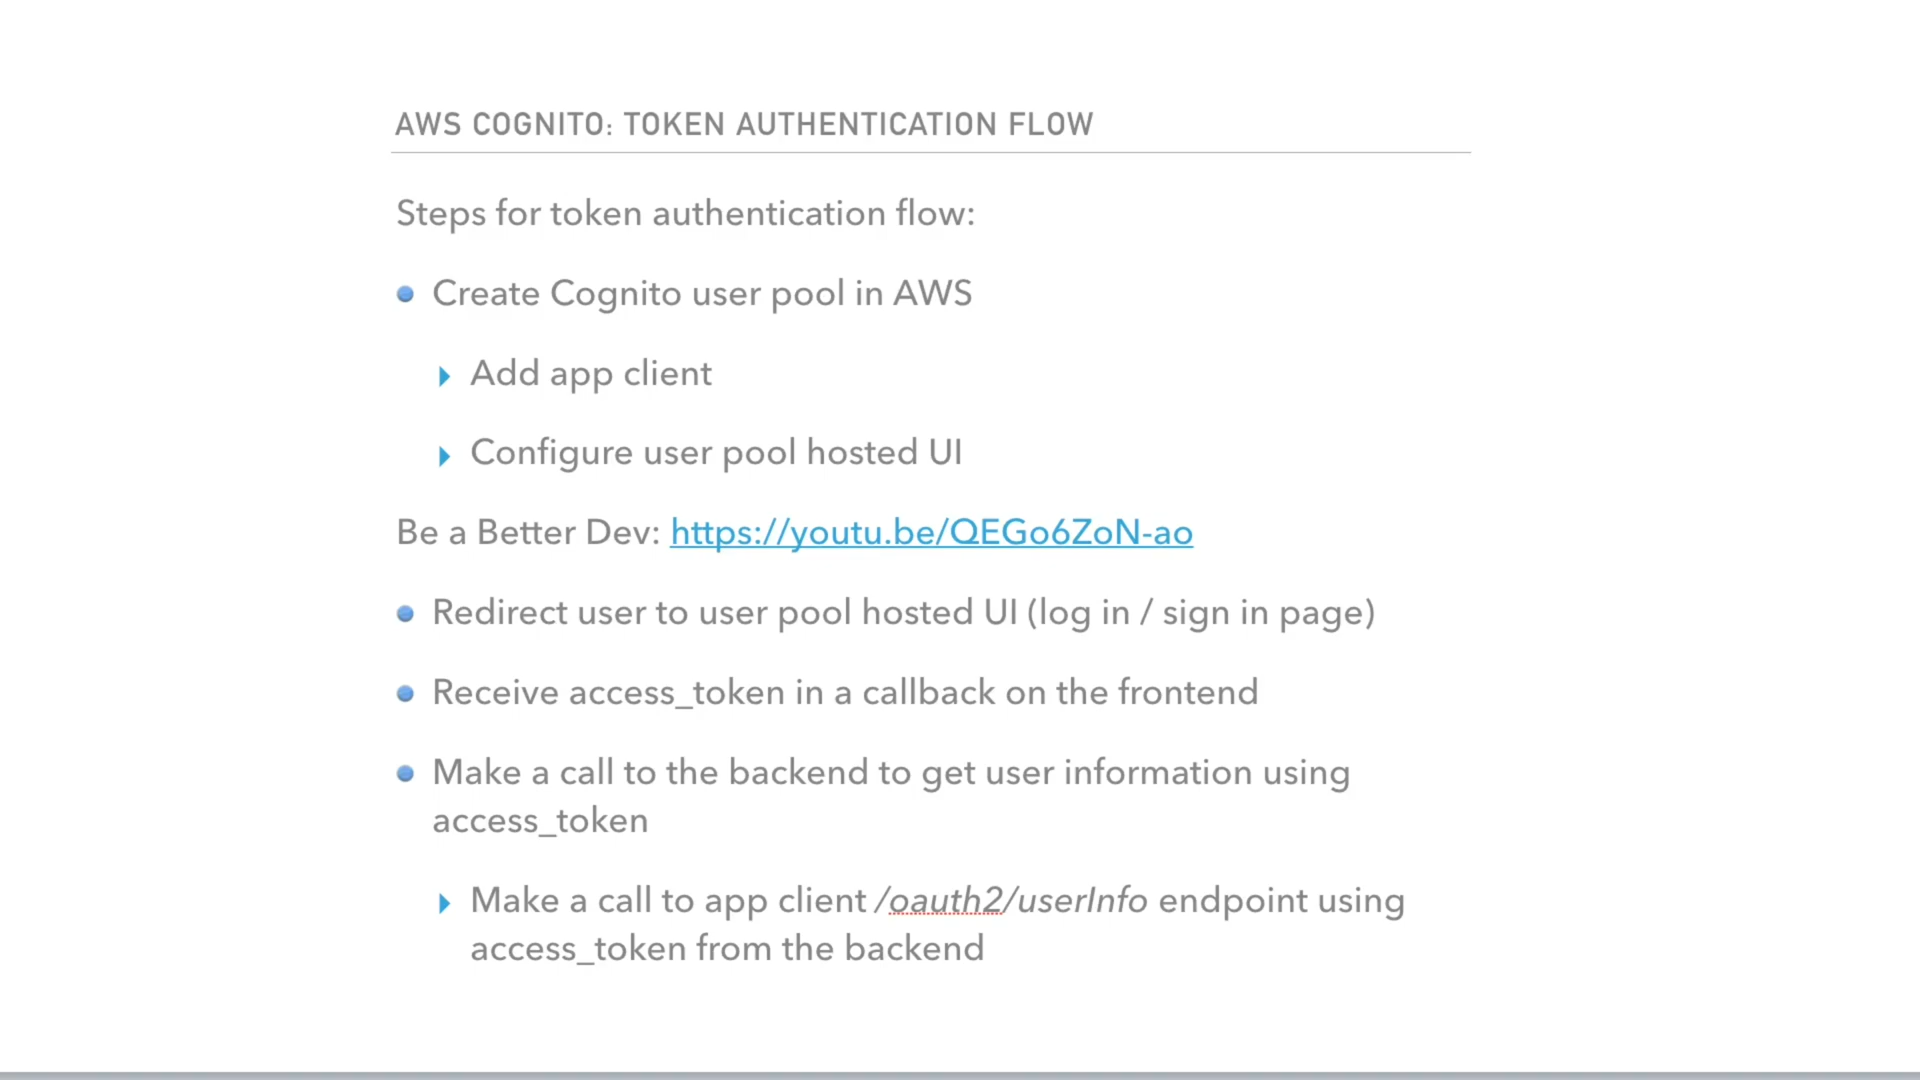 AWS COGNITO: TOKEN AUTHENTICATION FLOW
Steps for token authentication flow:
Create Cognito user pool in AWS
Add app client
Configure user pool hosted UI
Be a Better Dev: https://youtu.be/QEGo6ZoN-ao
Redirect user to user pool hosted UI (log in / sign in page)
Receive access_token in a callback on the frontend
Make a call to the backend to get user information using
access_token
Make a call to app client /oauth2/userInfo endpoint using
access_token from the backend